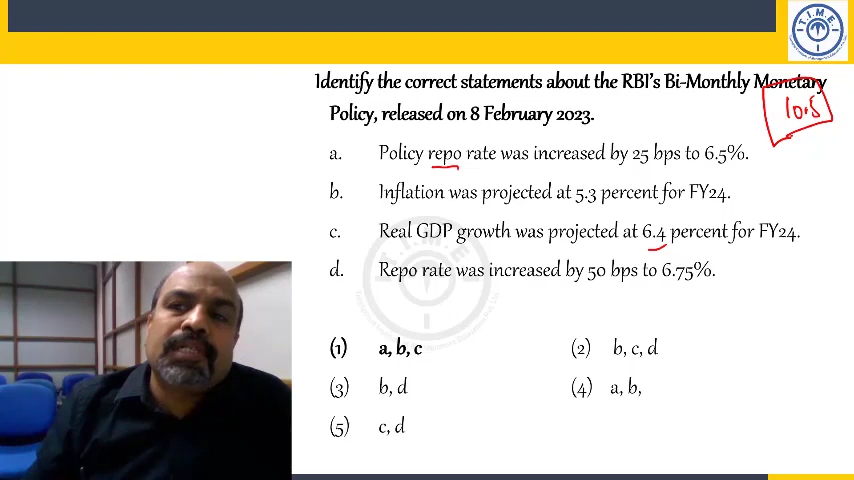 T.I.M.E.
Identify the correct statements about the RBI's Bi-Monthly Monetary
Policy, released on 8 February 2023.
10.5
a. Policy repo rate was increased by 25 bps to 6.5%.
b. Inflation was projected at 5.3 percent for FY24.
c. Real GDP growth was projected at 6.4 percent for FY24.
d. Repo rate was increased by 50 bps to 6.75%.
(1) a, b, c (2) b, c, d
(3) b, d (4) a, b,
(5) c, d